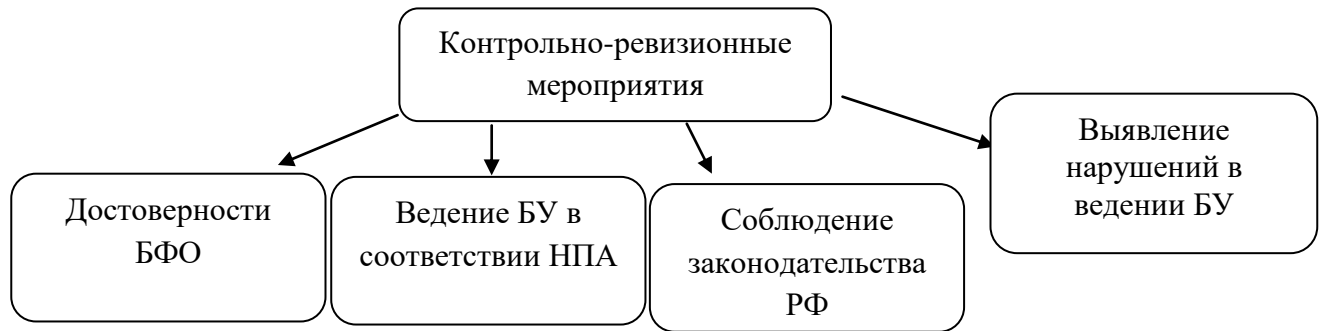 Контрольно-ревизионные
мероприятия
Достоверности
БФО
Ведение БУ в
соответствии НПА
Соблюдение
законодательства
РФ
Выявление
нарушений в
ведении БУ